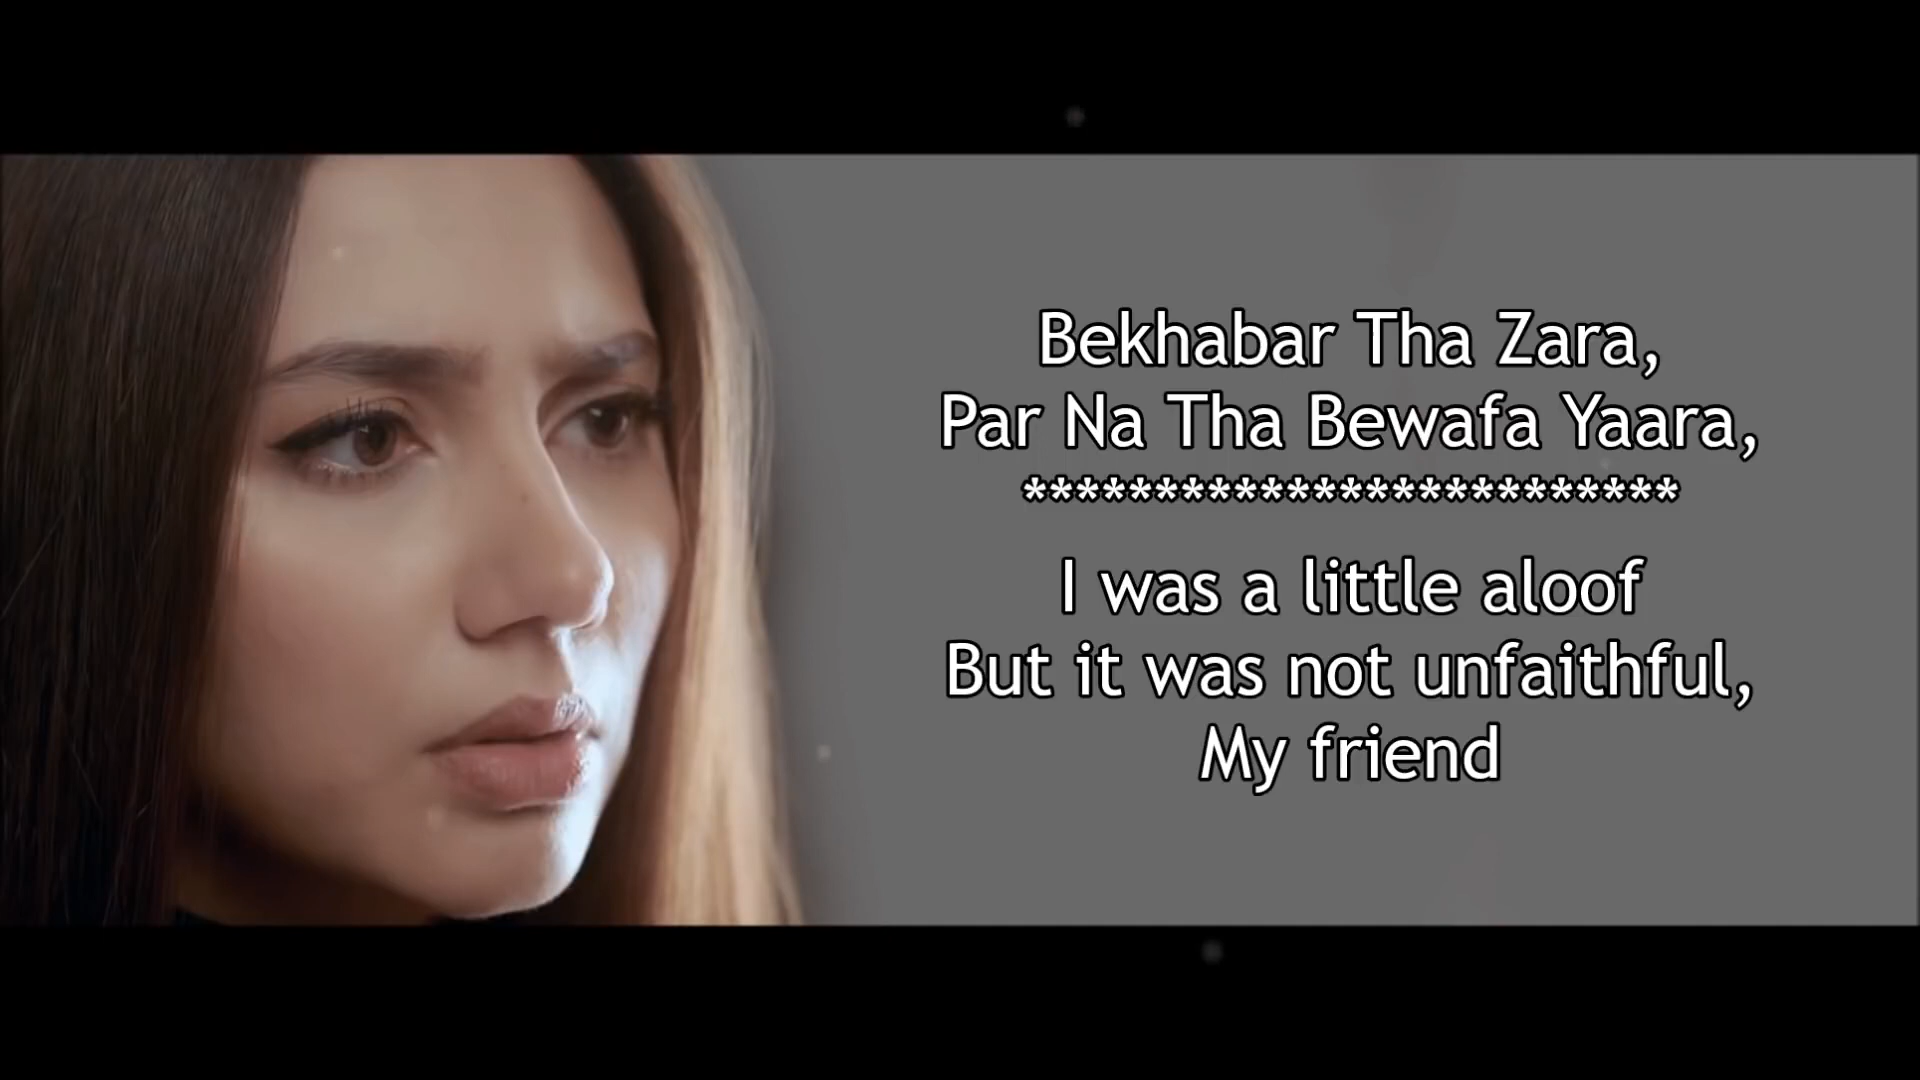 Bekhabar Tha Zara,
Par Na Tha Bewafa Yaara,
*************************
I was a little aloof
But it was not unfaithful,
My friend